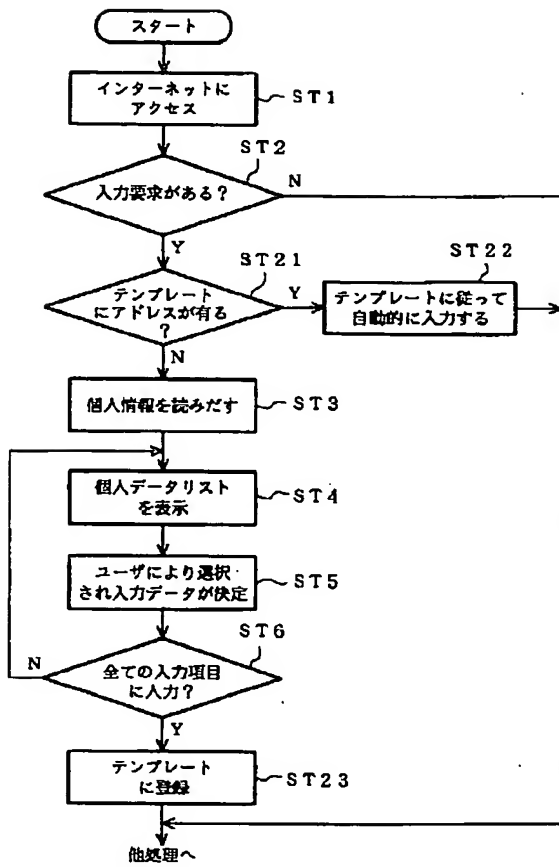 スタート
インターネットに
アクセス
ST1
ST2
入力要求がある?
N
Y
ST21
テンプレート
にアドレスが有る
?
Y
N
ST22
テンプレートに従って
自動的に入力する
個人情報を読みだす
ST3
個人データリスト
を表示
ST4
ユーザにより選択
され入力データが決定
ST5
ST6
全ての入力項目
に入力?
N
Y
テンプレート
に登録
ST23
他処理へ